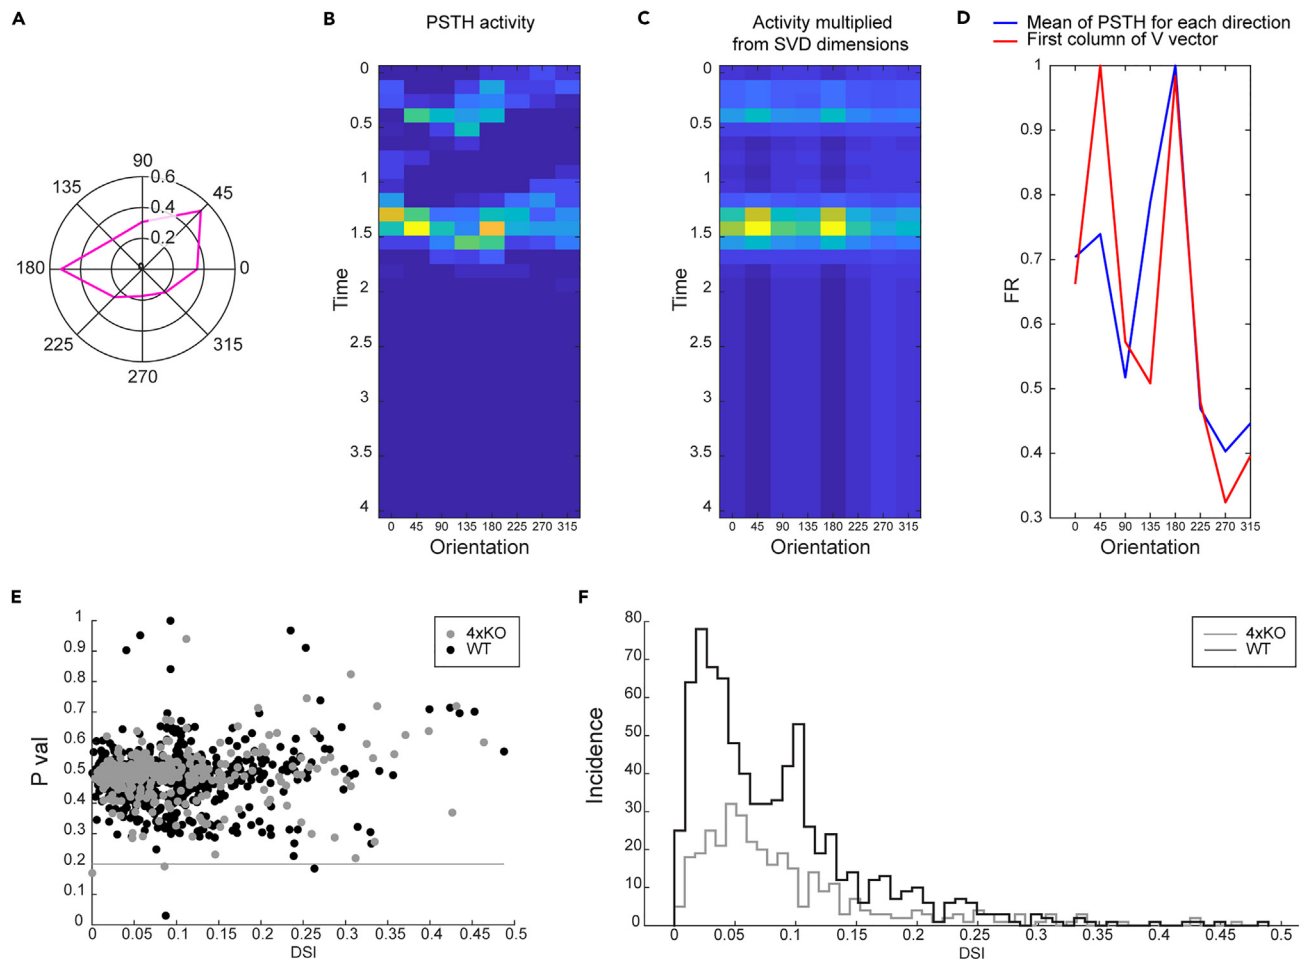 A
B
PSTH activity
C
Activity multiplied
from SVD dimensions
D
Mean of PSTH for each direction
First column of V vector
90
135
45
0.6
0.4
0.2
0
180
0
225
315
270
0
0.5
1
1.5
2
2.5
3
3.5
4
Time
0 45 90 135 180 225 270 315
Orientation
0
0.5
1
1.5
2
2.5
3
3.5
4
Time
0 45 90 135 180 225 270 315
Orientation
1
0.9
0.8
0.7
0.6
0.5
0.4
0.3
FR
0 45 90 135 180 225 270 315
Orientation
E
1
0.9
0.8
0.7
0.6
0.5
0.4
0.3
0.2
0.1
0
P val
4xKO
WT
0 0.05 0.1 0.15 0.2 0.25 0.3 0.35 0.4 0.45 0.5
DSI
F
80
70
60
50
40
30
20
10
0
Incidence
4xKO
WT
0 0.05 0.1 0.15 0.2 0.25 0.3 0.35 0.4 0.45 0.5
DSI